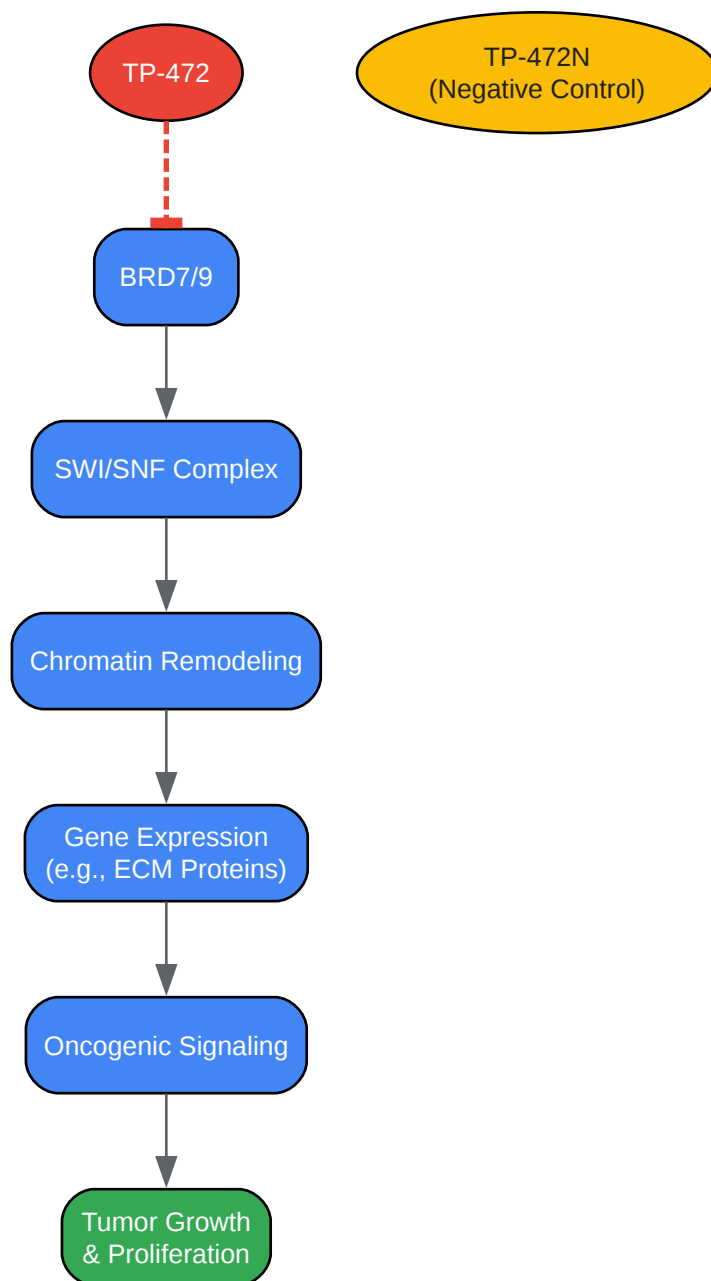 TP-472
TP-472N
(Negative Control)
BRD7/9
SWI/SNF Complex
Chromatin Remodeling
Gene Expression
(e.g., ECM Proteins)
Oncogenic Signaling
Tumor Growth
& Proliferation